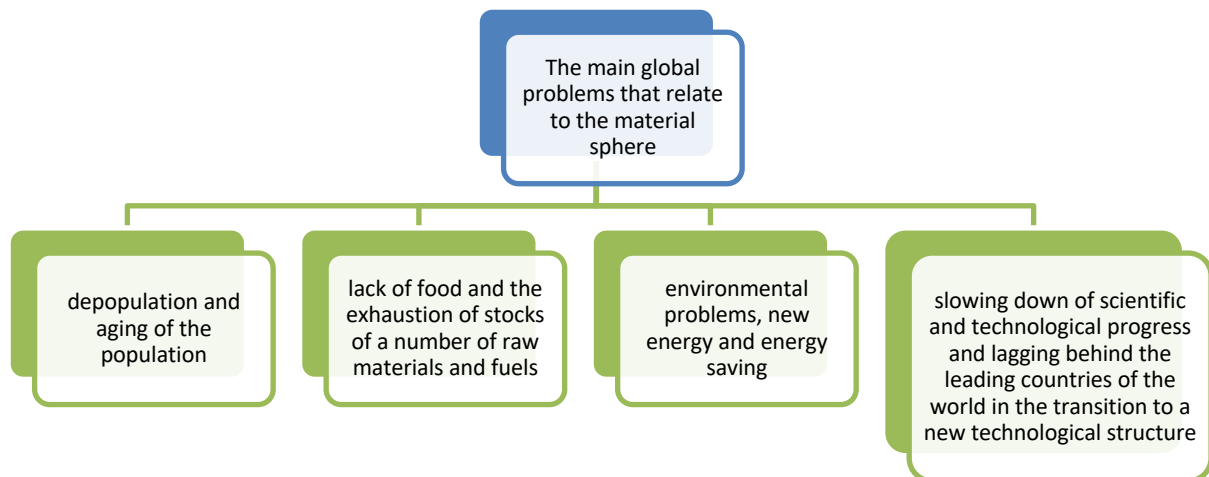 The main global
problems that relate
to the material
sphere
depopulation and
aging of the
population
lack of food and the
exhaustion of stocks
of a number of raw
materials and fuels
environmental
problems, new
energy and energy
saving
slowing down of scientific
and technological progress
and lagging behind the
leading countries of the
world in the transition to a
new technological structure